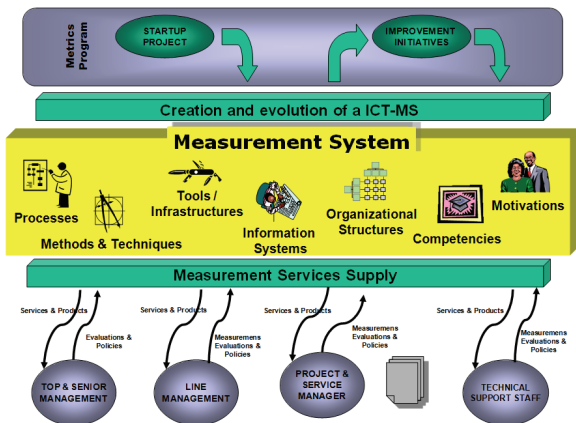 Metrics
Program
STARTUP
PROJECT
IMPROVEMENT
INITIATIVES
Creation and evolution of a ICT-MS
Measurement System
Processes
Methods & Techniques
Tools /
Infrastructures
Information
Systems
Organizational
Structures
Competencies
Motivations
Measurement Services Supply
Services & Products
Evaluations &
Policies
Services & Products
Measuremens
Evaluations &
Policies
Services & Products
Measuremens
Evaluations &
Policies
Services & Products
Measuremens
Evaluations &
Policies
TOP & SENIOR
MANAGEMENT
LINE
MANAGEMENT
PROJECT &
SERVICE
MANAGER
TECHNICAL
SUPPORT STAFF